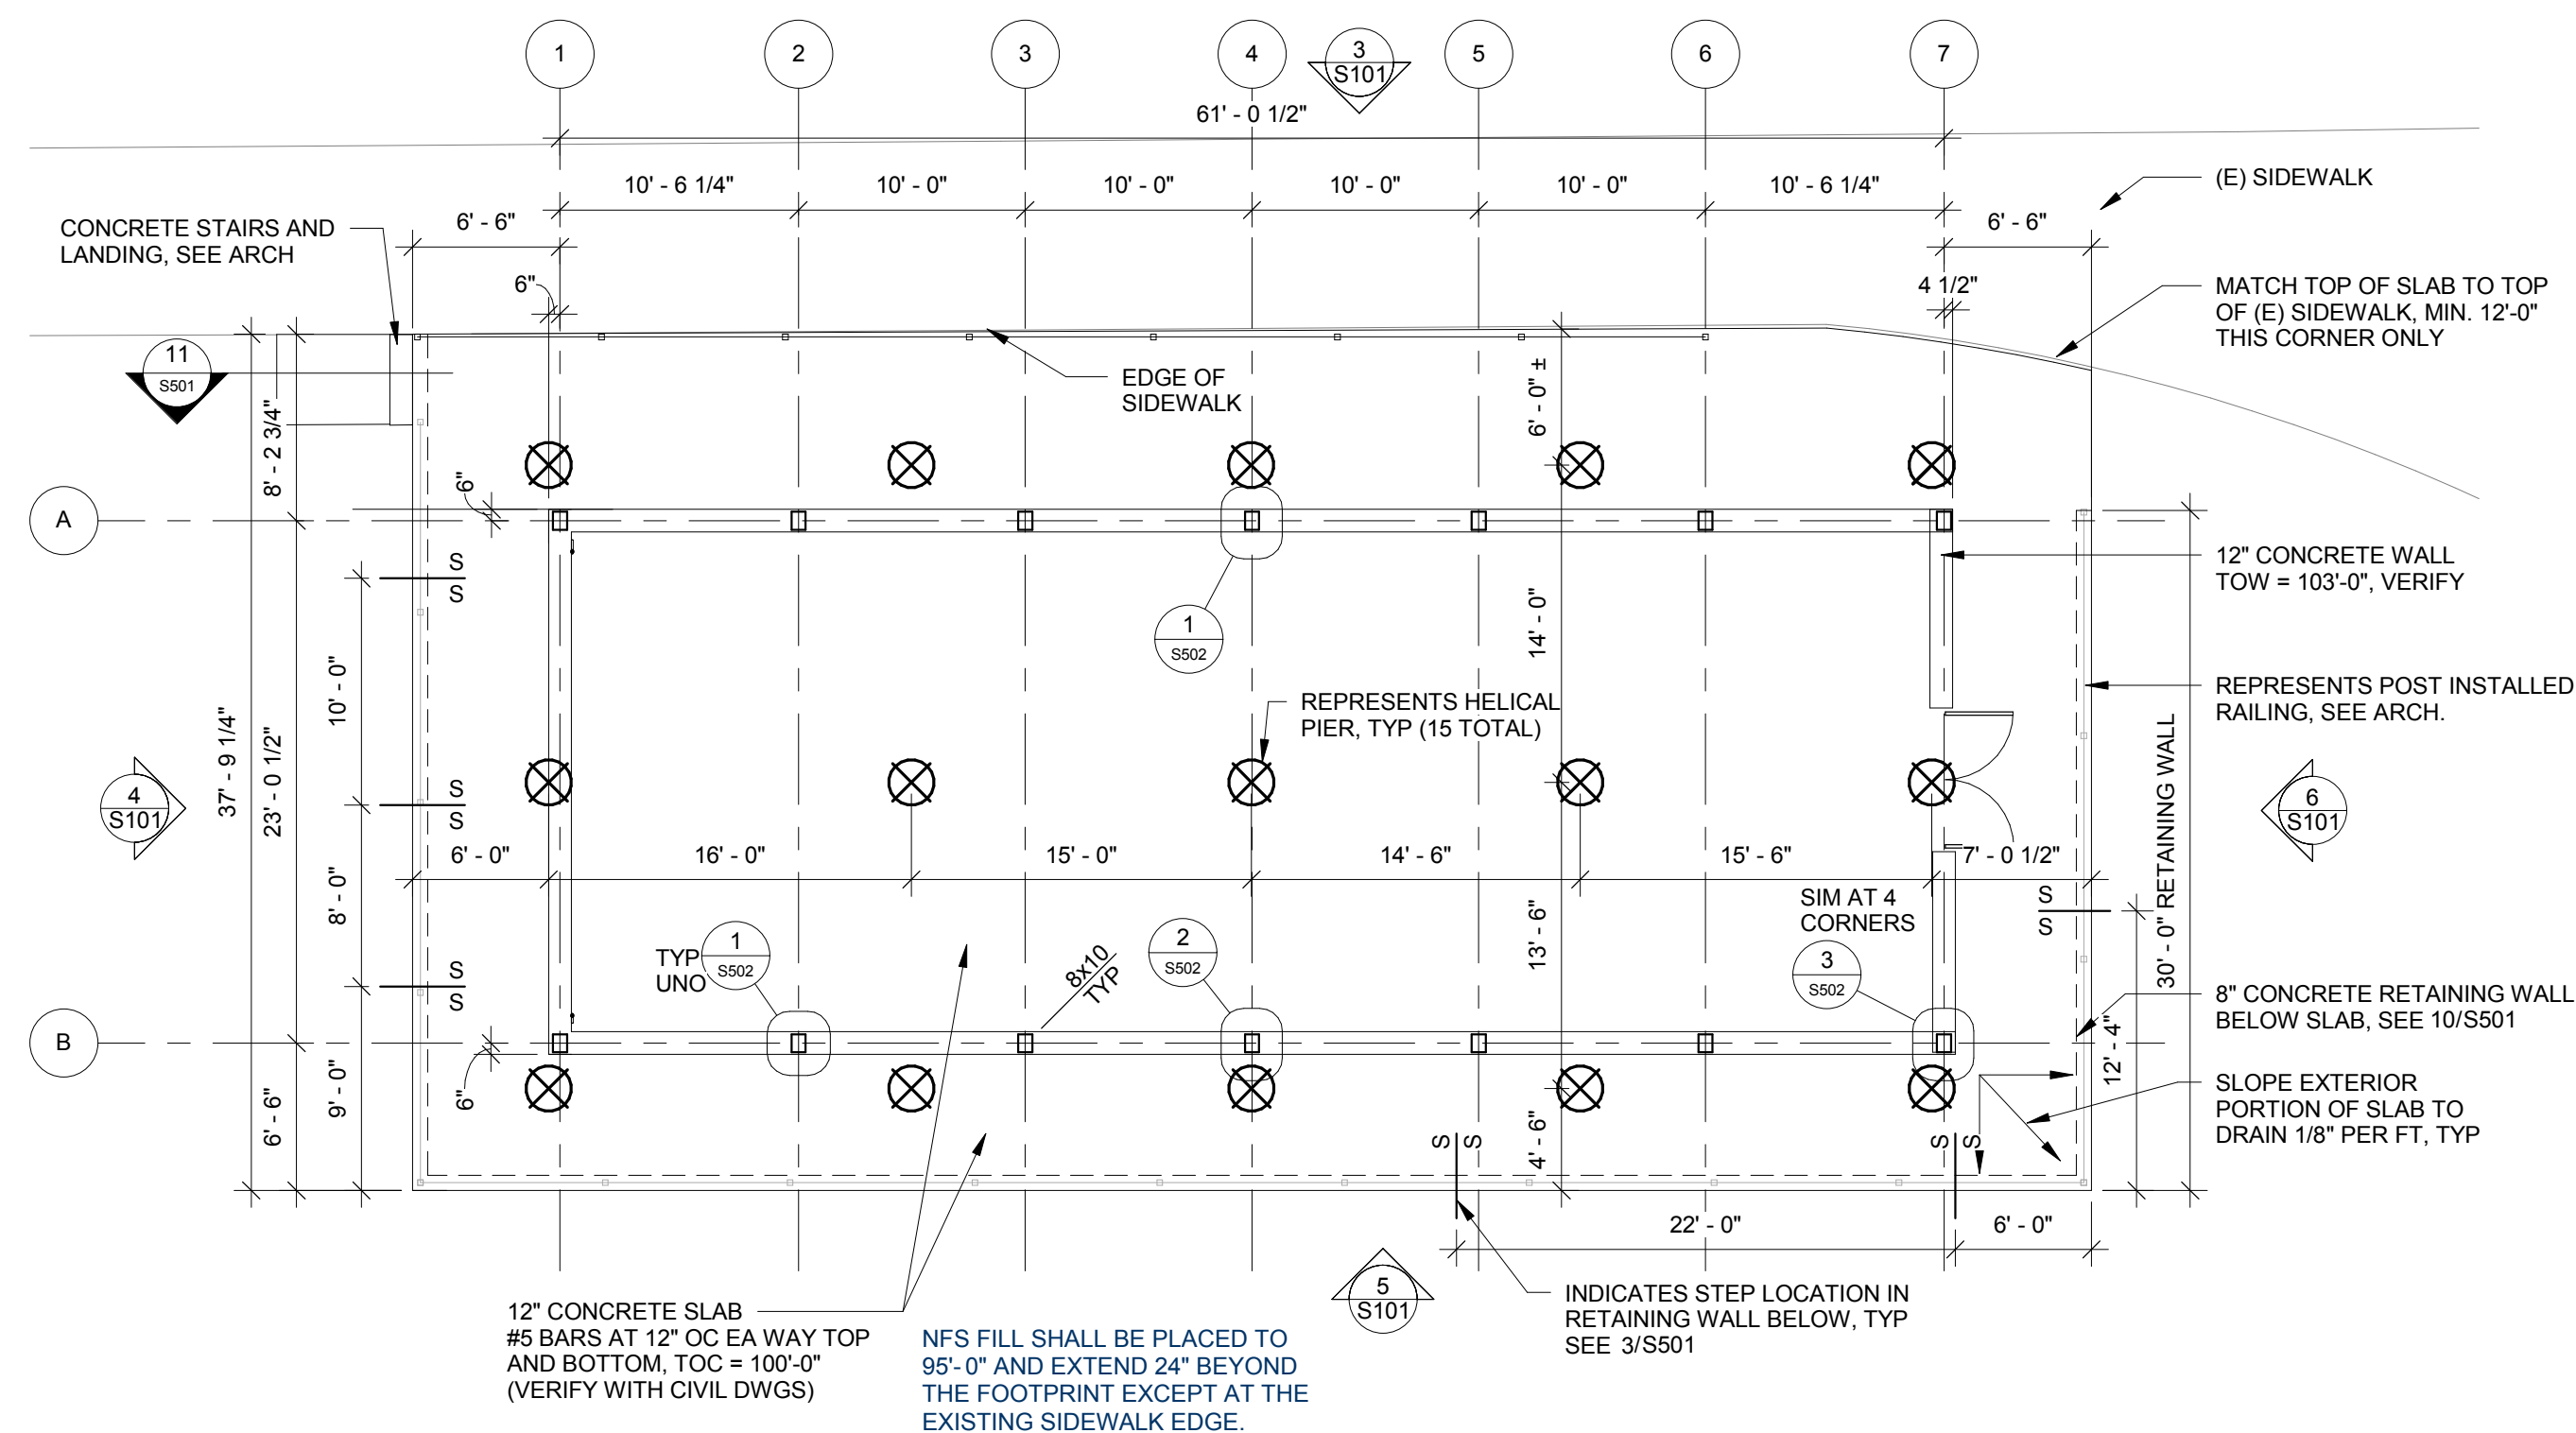 1
2
3
4
3
S101
5
6
7
61' - 0 1/2"
10' - 6 1/4"
10' - 0"
10' - 0"
10' - 0"
10' - 0"
10' - 6 1/4"
(E) SIDEWALK
CONCRETE STAIRS AND
LANDING, SEE ARCH
6' - 6"
6' - 6"
6"
4 1/2"
MATCH TOP OF SLAB TO TOP
OF (E) SIDEWALK, MIN. 12'-0"
THIS CORNER ONLY
11
S501
EDGE OF
SIDEWALK
6' - 0" ±
8' - 2 3/4"
6"
A
12" CONCRETE WALL
TOW = 103'-0", VERIFY
S
S
1
S502
14' - 0"
10' - 0"
REPRESENTS HELICAL
PIER, TYP (15 TOTAL)
REPRESENTS POST INSTALLED
RAILING, SEE ARCH.
37' - 9 1/4"
23' - 0 1/2"
4
S101
S
S
6
S101
30' - 0" RETAINING WALL
6' - 0"
16' - 0"
15' - 0"
14' - 6"
15' - 6"
7' - 0 1/2"
8' - 0"
SIM AT 4
CORNERS
S
S
13' - 6"
TYP
UNO
1
S502
8x10
TYP
2
S502
3
S502
S
S
8" CONCRETE RETAINING WALL
BELOW SLAB, SEE 10/S501
B
12' - 4"
6"
9' - 0"
6' - 6"
4' - 6"
SLOPE EXTERIOR
PORTION OF SLAB TO
DRAIN 1/8" PER FT, TYP
S
S
S
S
22' - 0"
6' - 0"
5
S101
INDICATES STEP LOCATION IN
RETAINING WALL BELOW, TYP
SEE 3/S501
12" CONCRETE SLAB
#5 BARS AT 12" OC EA WAY TOP
AND BOTTOM, TOC = 100'-0"
(VERIFY WITH CIVIL DWGS)
NFS FILL SHALL BE PLACED TO
95'-0" AND EXTEND 24" BEYOND
THE FOOTPRINT EXCEPT AT THE
EXISTING SIDEWALK EDGE.